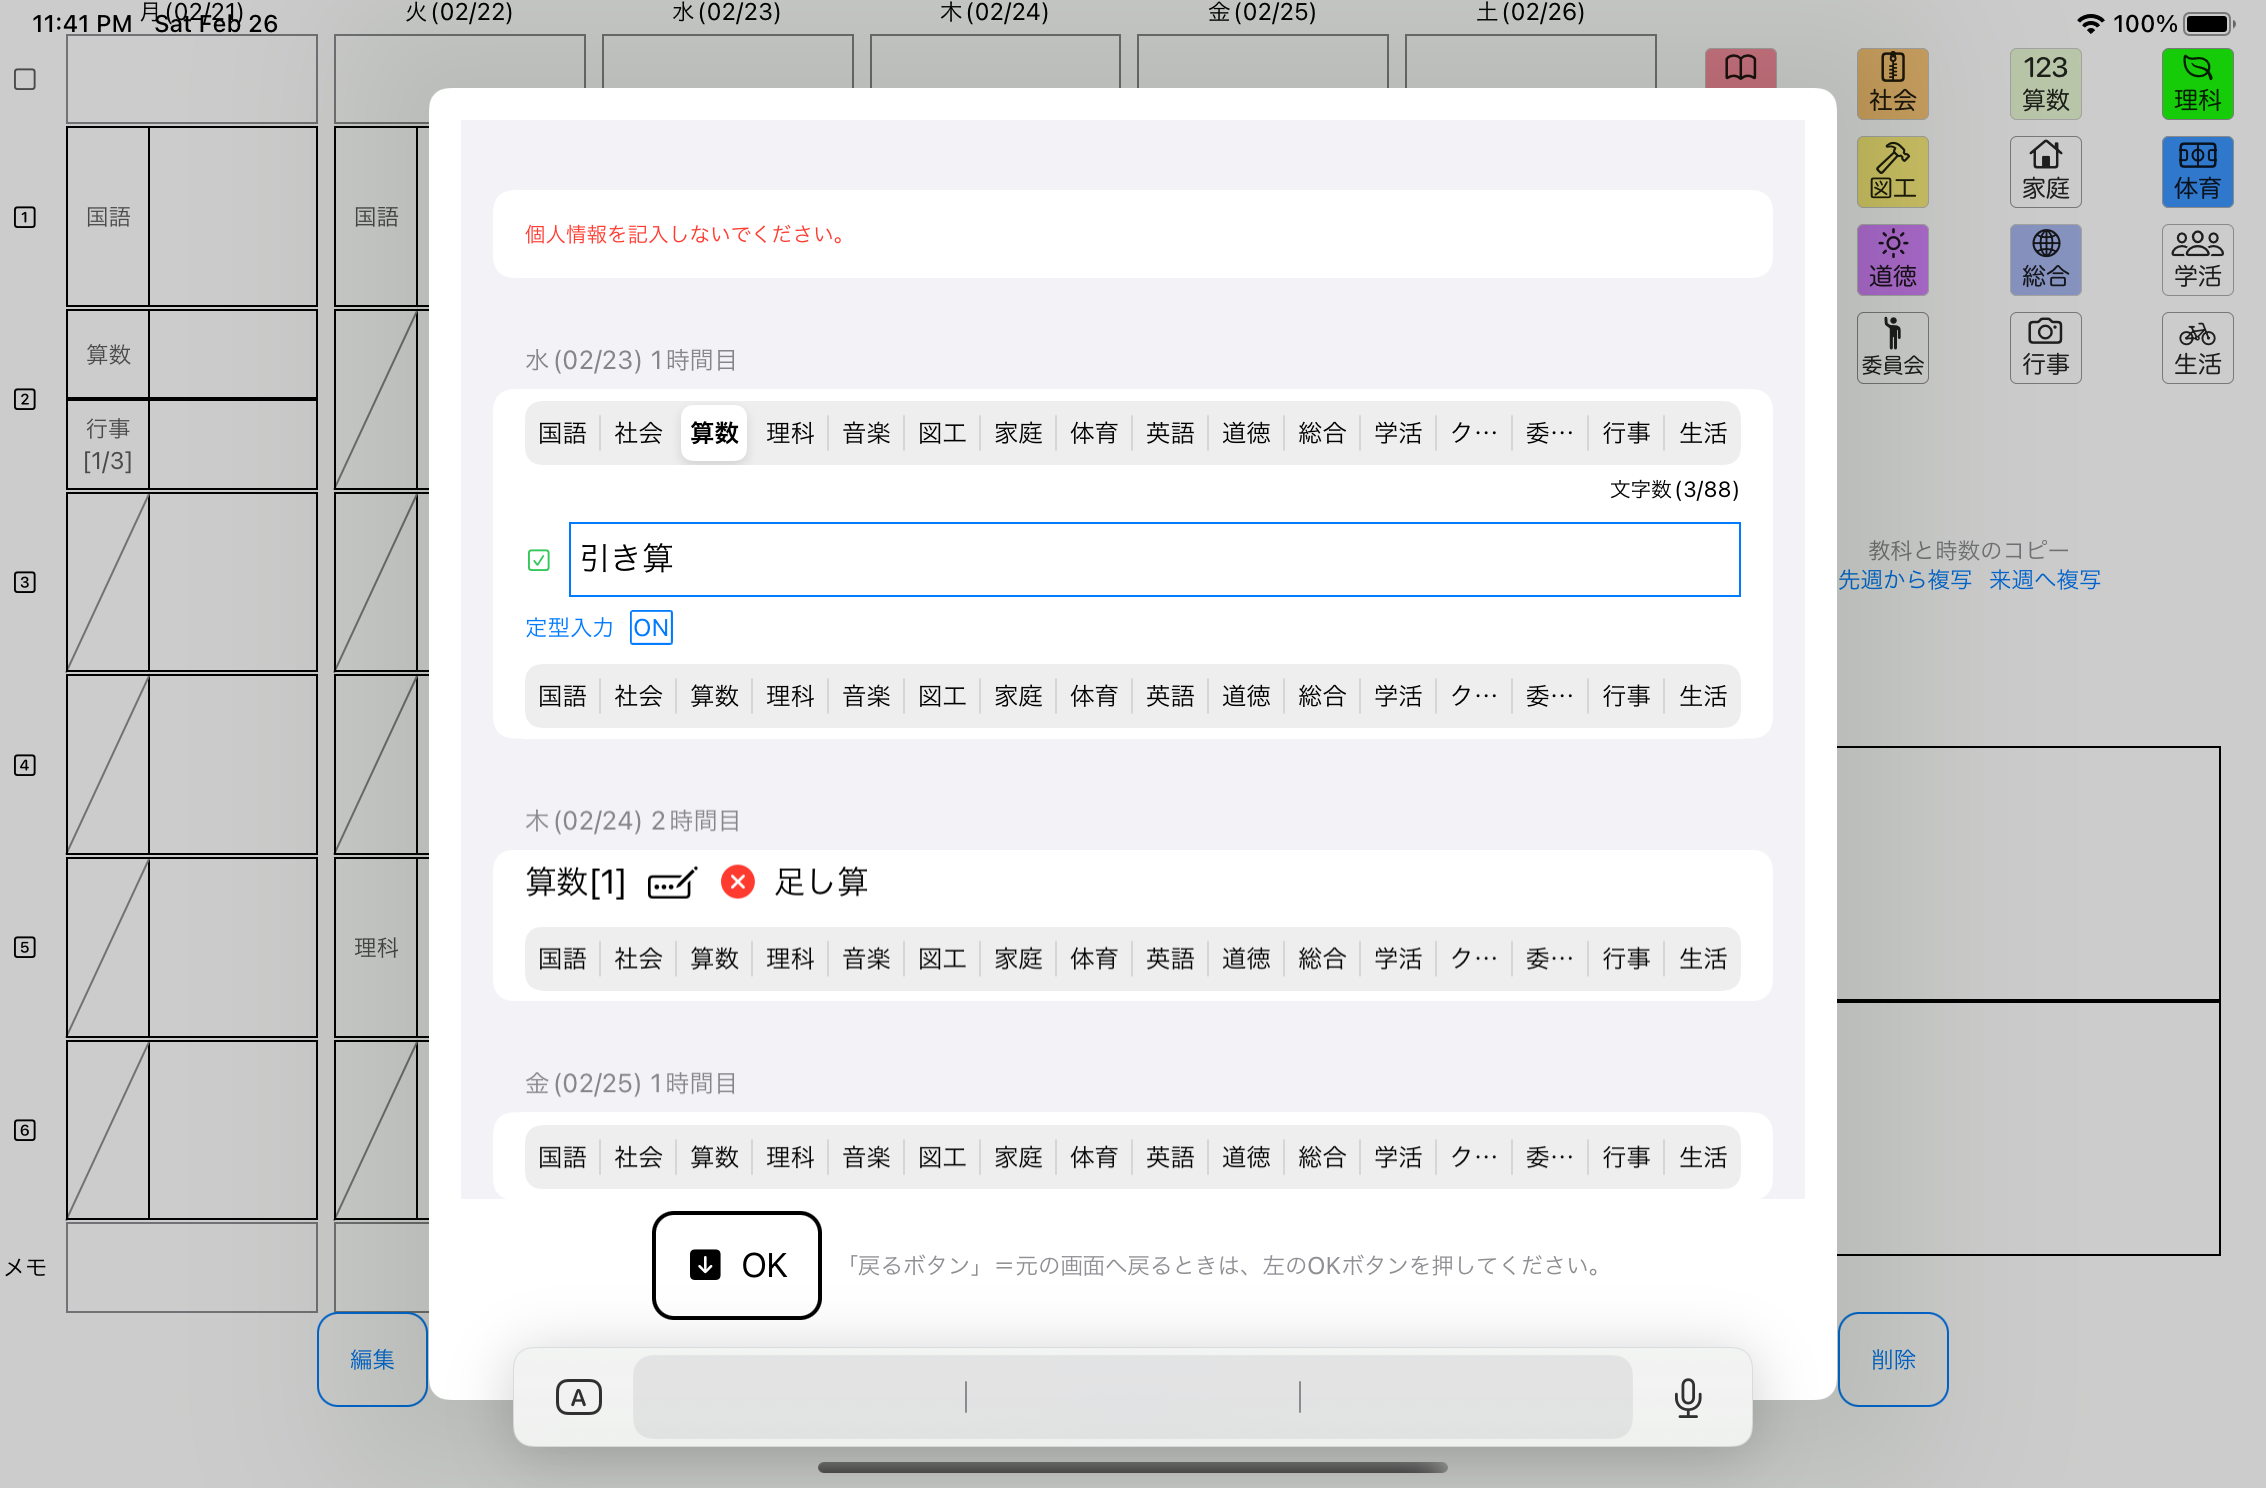 11:41 PM Sat Feb 26
100%
月(02/21)
火(02/22)
水(02/23)
木(02/24)
金(02/25)
土(02/26)
社会
123
算数
理科
図工
家庭
体育
道徳
総合
学活
委員会
行事
生活
教科と時数のコピー
先週から複写 来週へ複写
1
国語
国語
2
算数
行事
[1/3]
3
4
5
理科
6
メモ
編集
削除
個人情報を記入しないでください。
水(02/23) 1時間目
国語 社会 算数 理科 音楽 図工 家庭 体育 英語 道徳 総合 学活 ク… 委… 行事 生活
文字数(3/88)
引き算
定型入力 ON
国語 社会 算数 理科 音楽 図工 家庭 体育 英語 道徳 総合 学活 ク… 委… 行事 生活
木(02/24) 2時間目
算数[1] 足し算
国語 社会 算数 理科 音楽 図工 家庭 体育 英語 道徳 総合 学活 ク… 委… 行事 生活
金(02/25) 1時間目
国語 社会 算数 理科 音楽 図工 家庭 体育 英語 道徳 総合 学活 ク… 委… 行事 生活
OK
「戻るボタン」＝元の画面へ戻るときは、左のOKボタンを押してください。
A